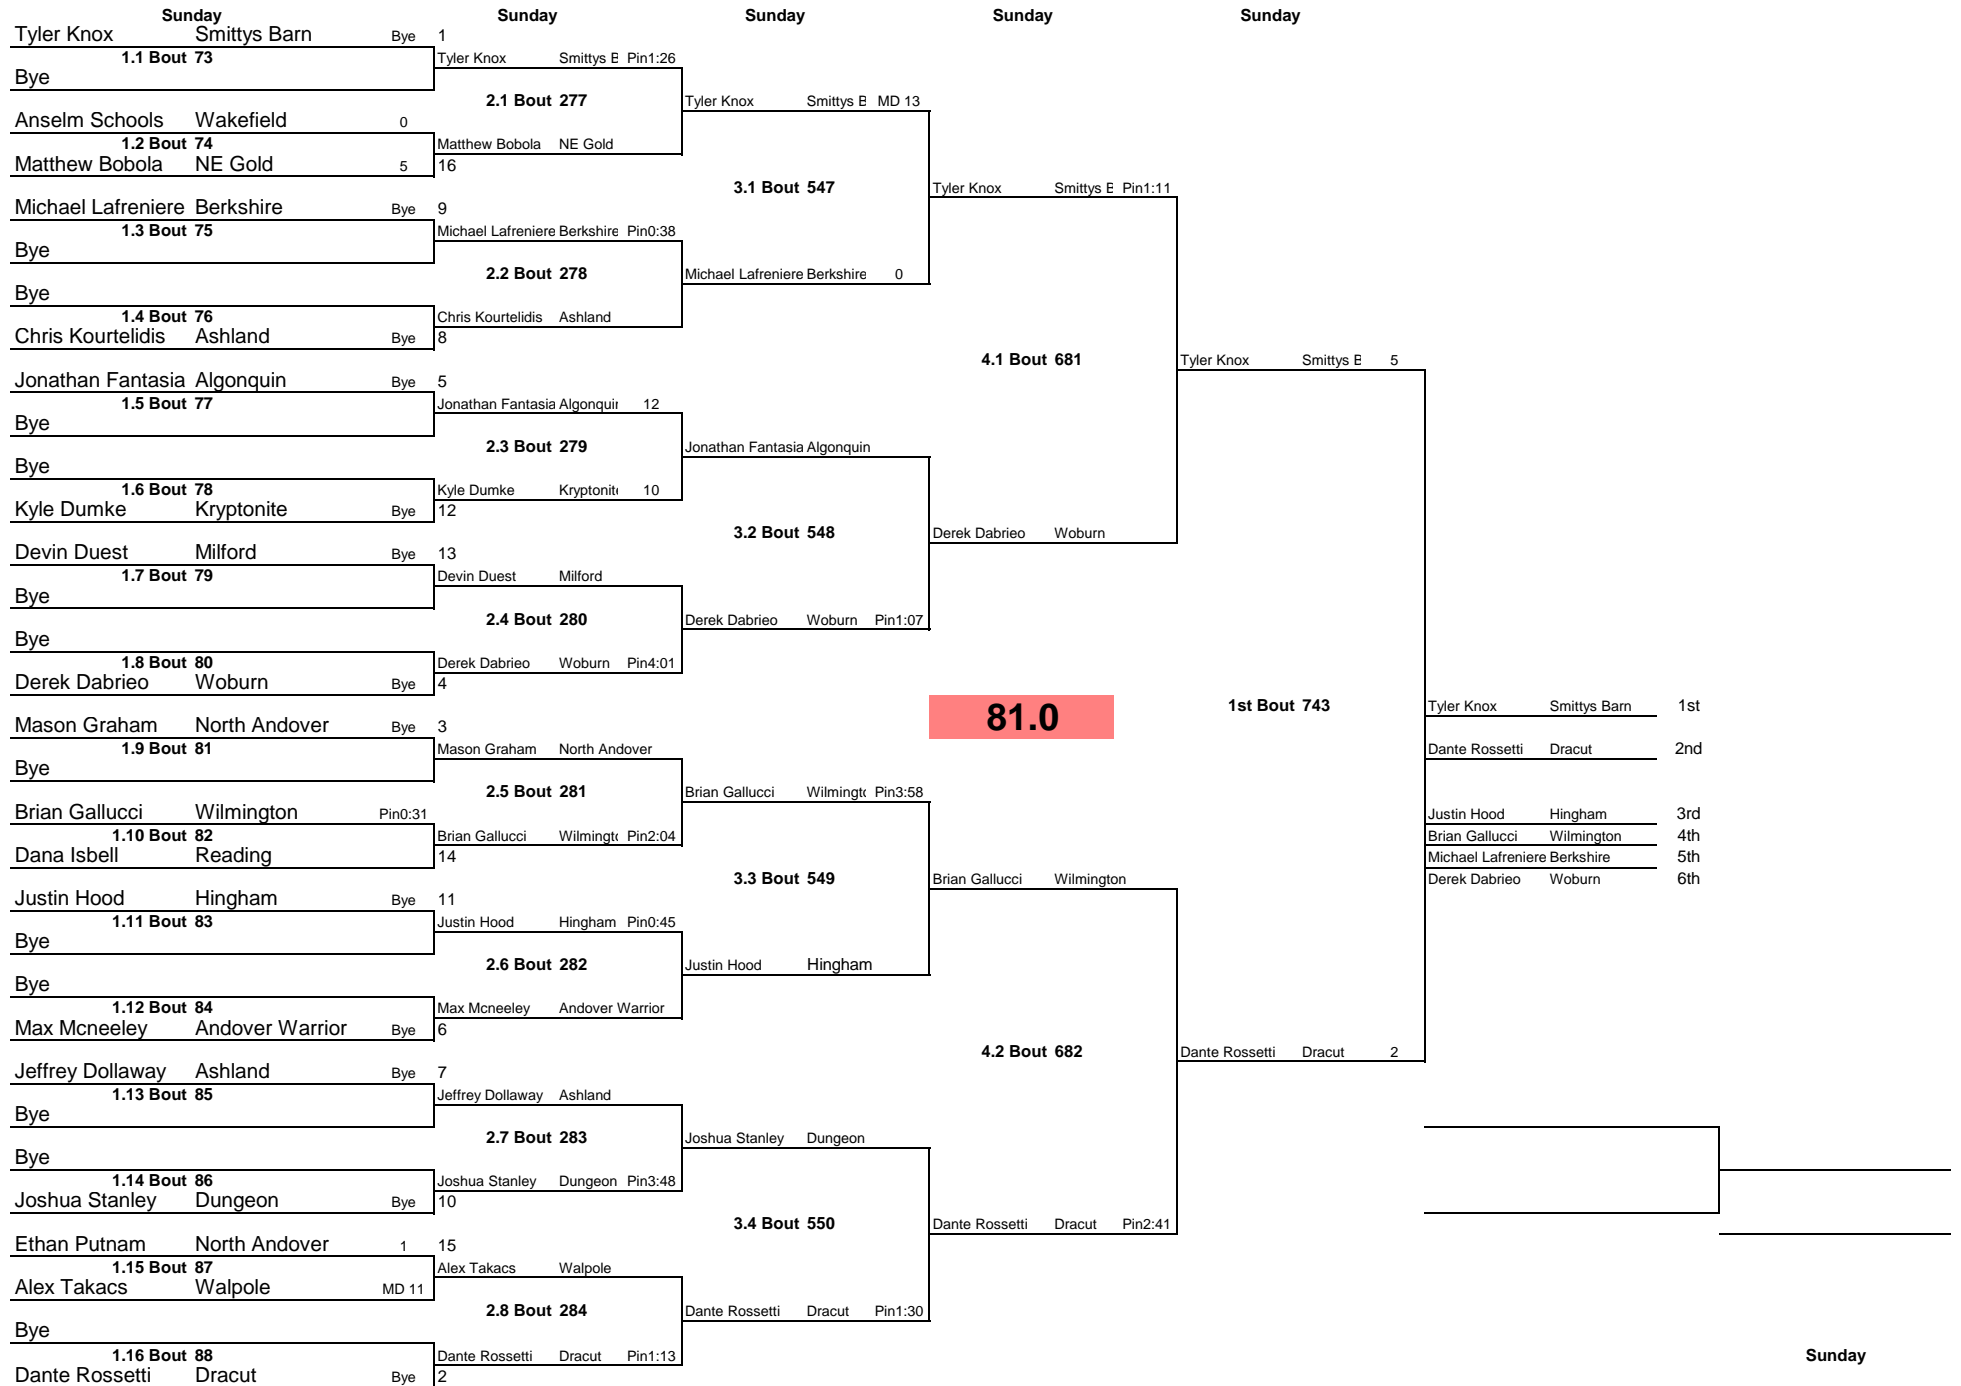 Sunday Sunday Sunday Sunday Sunday
Tyler Knox Smittys Barn Bye 1
1.1 Bout 73
Tyler Knox Smittys B Pin1:26
Bye
2.1 Bout 277
Tyler Knox Smittys B MD 13
Anselm Schools Wakefield 0
1.2 Bout 74
Matthew Bobola NE Gold
Matthew Bobola NE Gold 5 16
3.1 Bout 547
Tyler Knox Smittys B Pin1:11
Michael Lafreniere Berkshire Bye 9
1.3 Bout 75
Michael Lafreniere Berkshire Pin0:38
Bye
2.2 Bout 278
Michael Lafreniere Berkshire 0
Bye
1.4 Bout 76
Chris Kourtelidis Ashland
Chris Kourtelidis Ashland Bye 8
4.1 Bout 681
Tyler Knox Smittys B 5
Jonathan Fantasia Algonquin Bye 5
1.5 Bout 77
Jonathan Fantasia Algonquin 12
Bye
2.3 Bout 279
Jonathan Fantasia Algonquin
Bye
1.6 Bout 78
Kyle Dumke Kryptonite 10
Kyle Dumke Kryptonite Bye 12
3.2 Bout 548
Derek Dabrieo Woburn
Devin Duest Milford Bye 13
1.7 Bout 79
Devin Duest Milford
Bye
2.4 Bout 280
Derek Dabrieo Woburn Pin1:07
Bye
1.8 Bout 80
Derek Dabrieo Woburn Pin4:01
Derek Dabrieo Woburn Bye 4
81.0
1st Bout 743
Tyler Knox Smittys Barn 1st
Mason Graham North Andover Bye 3
1.9 Bout 81
Mason Graham North Andover
Dante Rossetti Dracut 2nd
Bye
2.5 Bout 281
Brian Gallucci Wilmingto Pin3:58
Brian Gallucci Wilmington Pin0:31
Justin Hood Hingham 3rd
1.10 Bout 82
Brian Gallucci Wilmingto Pin2:04
Brian Gallucci Wilmington 4th
Dana Isbell Reading 14
Michael Lafreniere Berkshire 5th
3.3 Bout 549
Brian Gallucci Wilmington
Derek Dabrieo Woburn 6th
Justin Hood Hingham Bye 11
1.11 Bout 83
Justin Hood Hingham Pin0:45
Bye
2.6 Bout 282
Justin Hood Hingham
Bye
1.12 Bout 84
Max Mcneeley Andover Warrior
Max Mcneeley Andover Warrior Bye 6
4.2 Bout 682
Dante Rossetti Dracut 2
Jeffrey Dollaway Ashland Bye 7
1.13 Bout 85
Jeffrey Dollaway Ashland
Bye
2.7 Bout 283
Joshua Stanley Dungeon
Bye
1.14 Bout 86
Joshua Stanley Dungeon Pin3:48
Joshua Stanley Dungeon Bye 10
3.4 Bout 550
Dante Rossetti Dracut Pin2:41
Ethan Putnam North Andover 1 15
1.15 Bout 87
Alex Takacs Walpole
Alex Takacs Walpole MD 11
2.8 Bout 284
Dante Rossetti Dracut Pin1:30
Bye
1.16 Bout 88
Dante Rossetti Dracut Pin1:13
Sunday
Dante Rossetti Dracut Bye 2